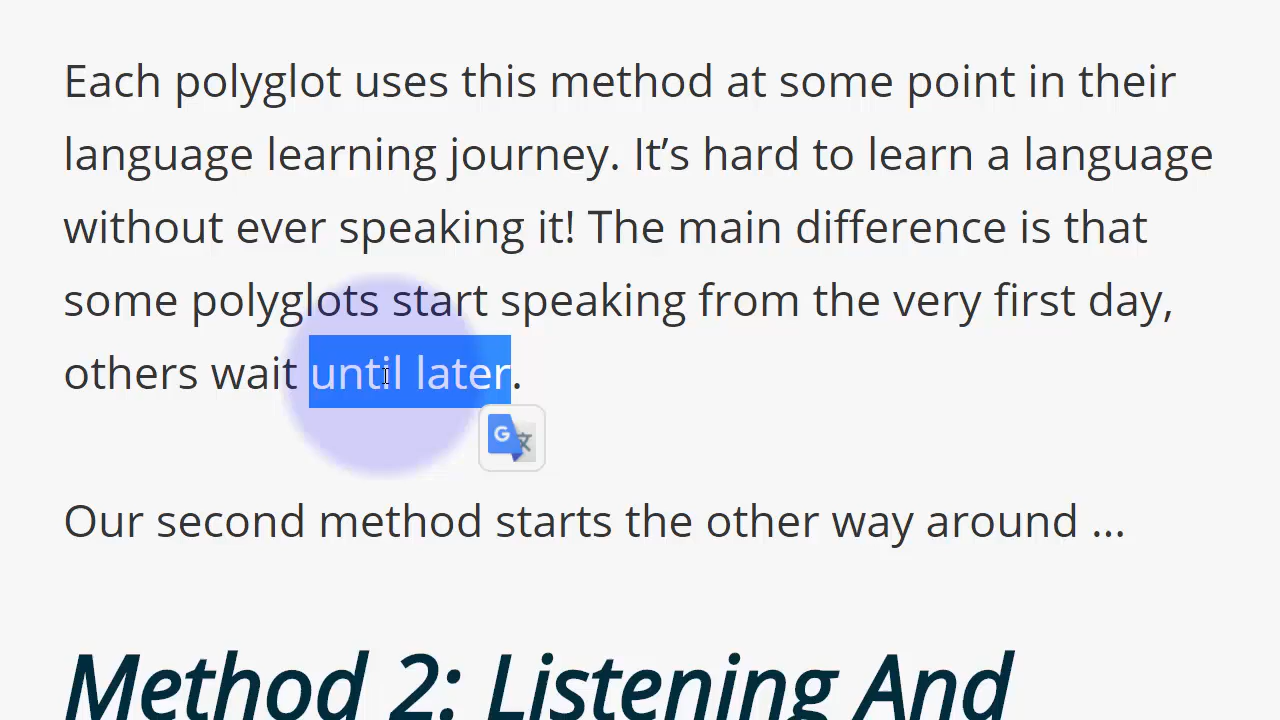 Each polyglot uses this method at some point in their
language learning journey. It’s hard to learn a language
without ever speaking it! The main difference is that
some polyglots start speaking from the very first day,
others wait until later.
G 文
Our second method starts the other way around ...
Method 2: Listening And